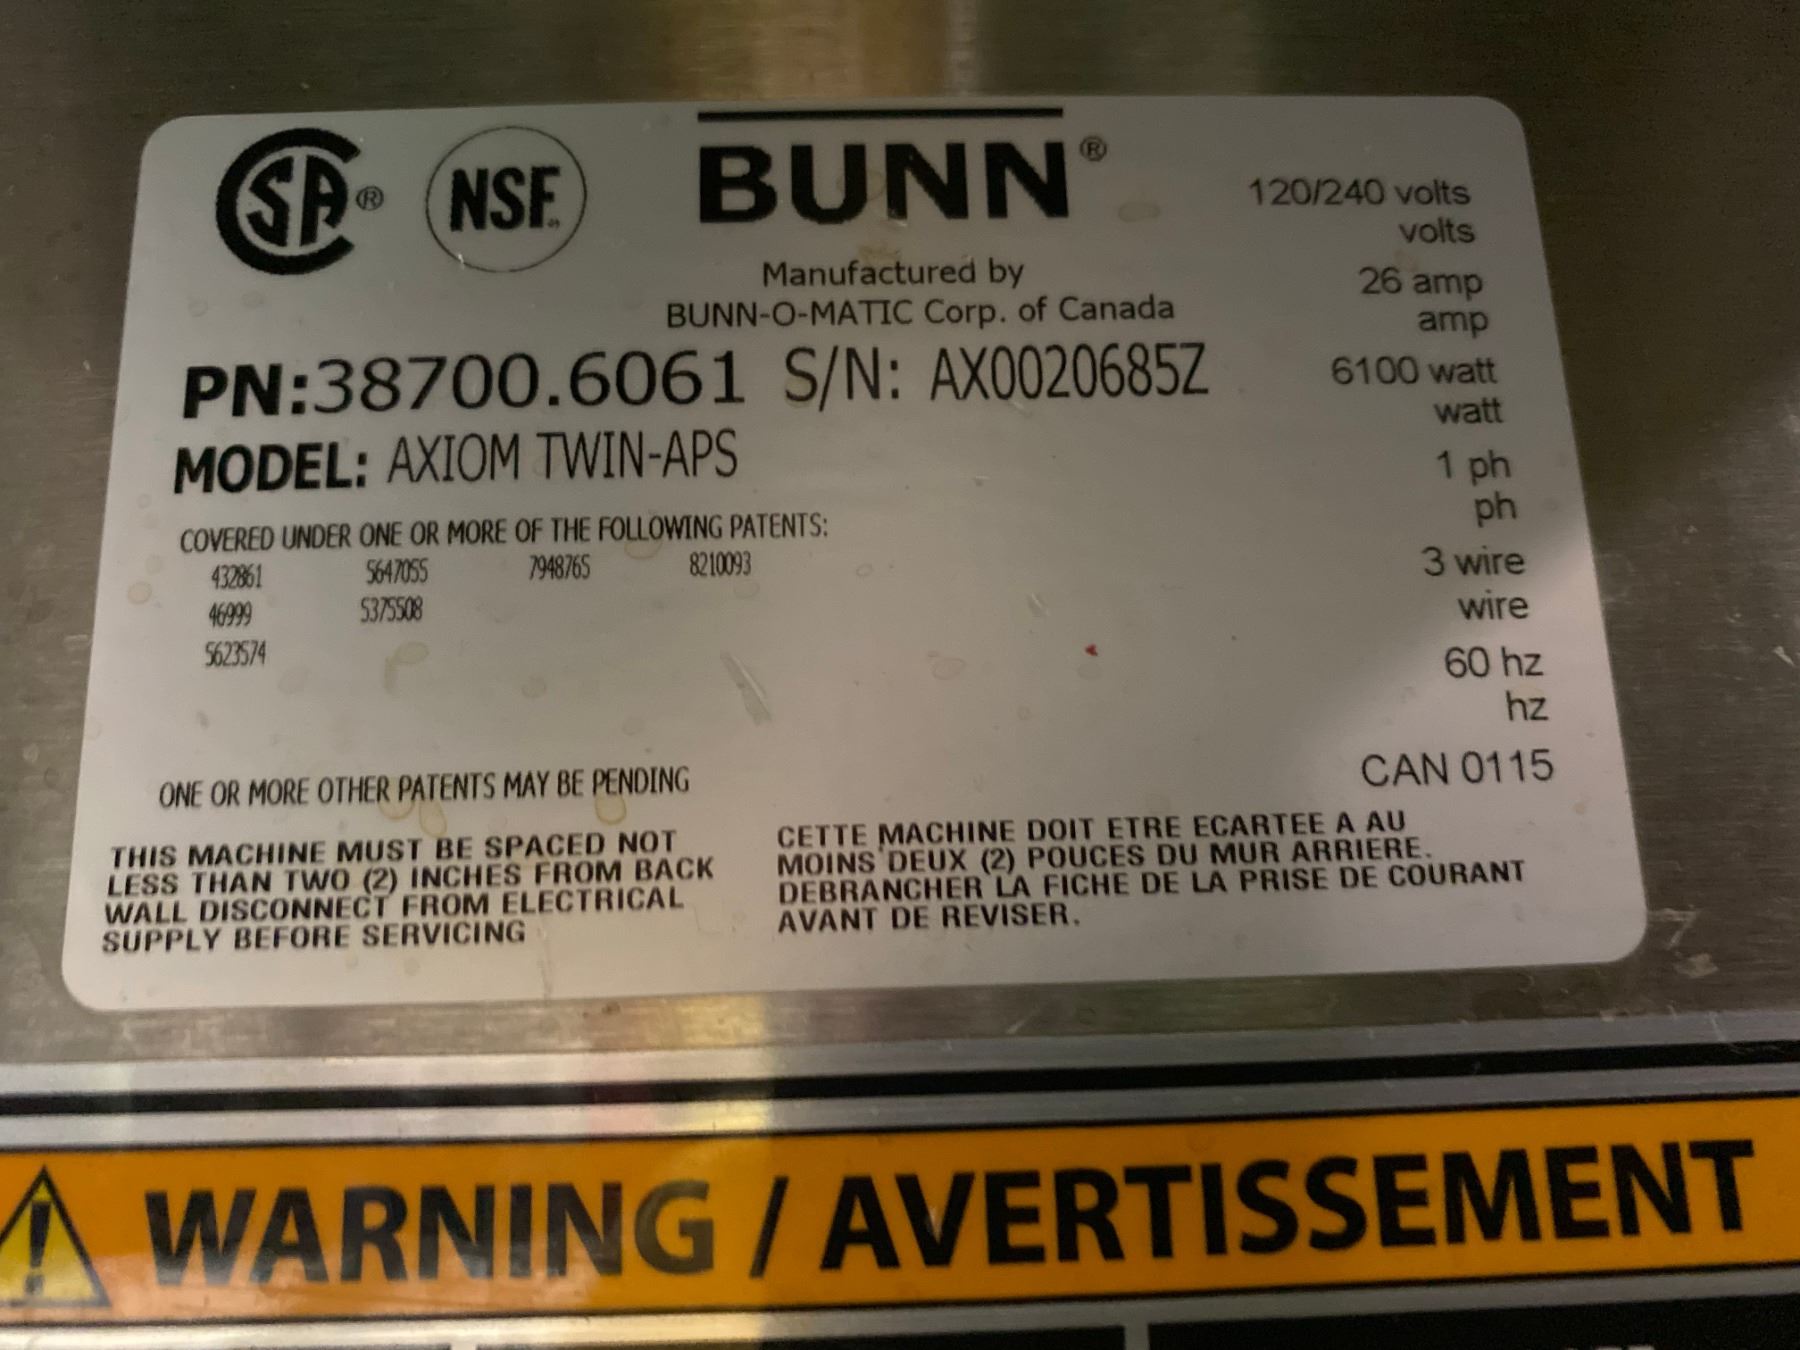 CSA®
NSF.
BUNN®
Manufactured by
BUNN-O-MATIC Corp. of Canada
PN:38700.6061 S/N: AX0020685Z
MODEL: AXIOM TWIN-APS
COVERED UNDER ONE OR MORE OF THE FOLLOWING PATENTS:
432861 5647055 7948765 8210093
46999 5375508
5623574
ONE OR MORE OTHER PATENTS MAY BE PENDING
120/240 volts
volts
26 amp
amp
6100 watt
watt
1 ph
ph
3 wire
wire
60 hz
hz
CAN 0115
THIS MACHINE MUST BE SPACED NOT
LESS THAN TWO (2) INCHES FROM BACK
WALL DISCONNECT FROM ELECTRICAL
SUPPLY BEFORE SERVICING
CETTE MACHINE DOIT ETRE ECARTEE A AU
MOINS DEUX (2) POUCES DU MUR ARRIERE.
DEBRANCHER LA FICHE DE LA PRISE DE COURANT
AVANT DE REVISER.
WARNING / AVERTISSEMENT